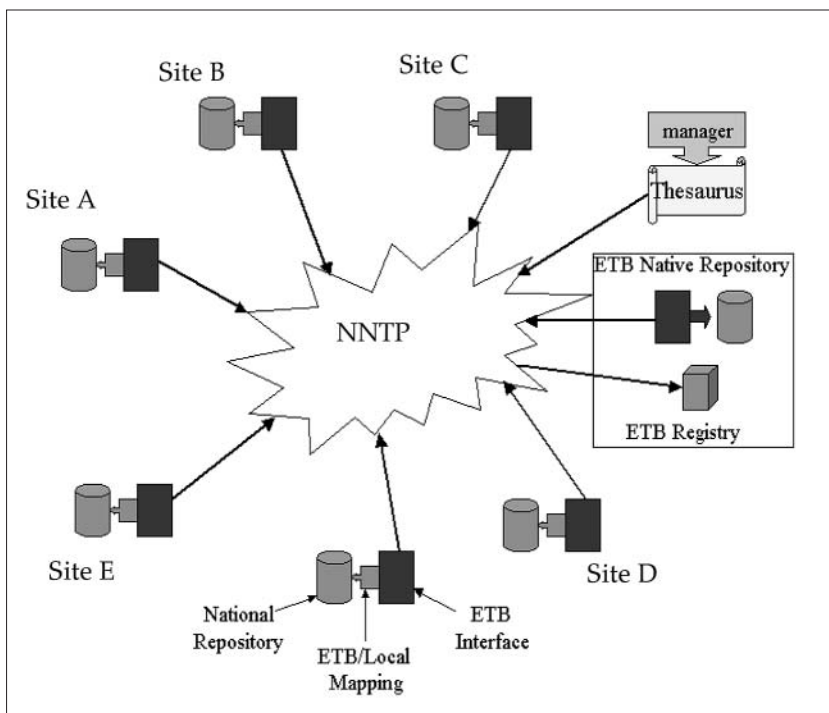 Site B
Site C
manager
Thesaurus
Site A
ETB Native Repository
NNTP
ETB Registry
Site E
Site D
National
Repository
ETB/Local
Mapping
ETB
Interface